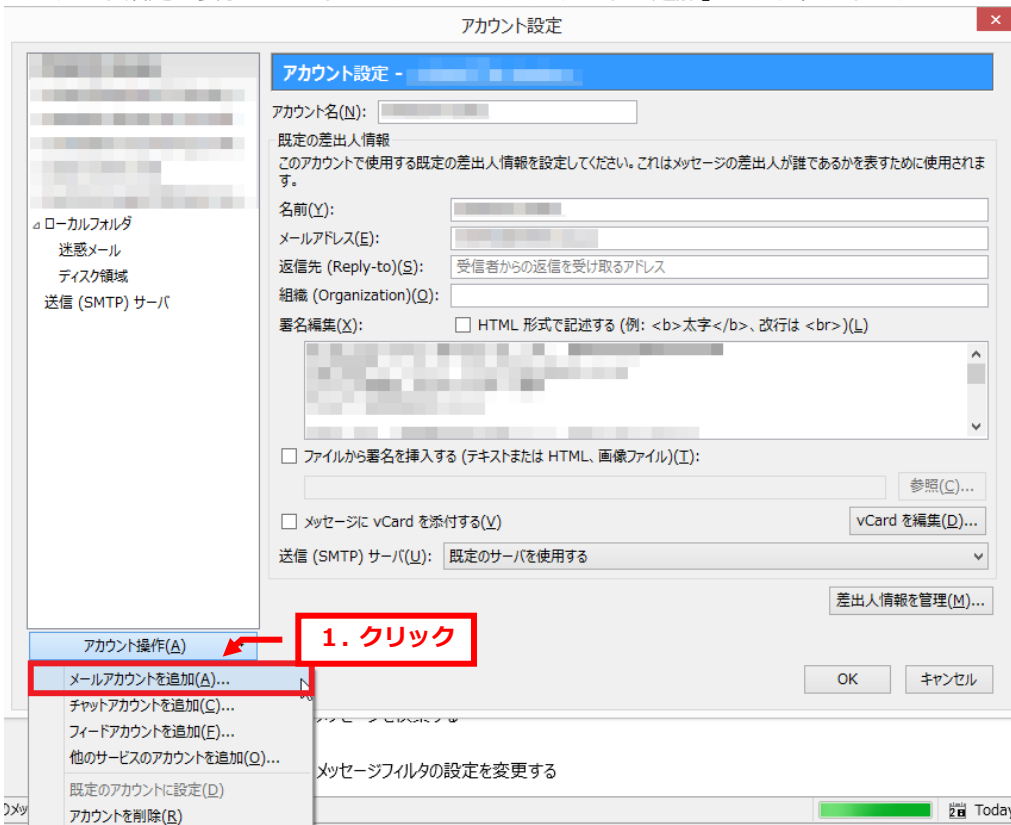 アカウント設定
アカウント設定 -
アカウント名(N):
既定の差出人情報
このアカウントで使用する既定の差出人情報を設定してください。これはメッセージの差出人が誰であるかを表すために使用されま
す。
名前(Y):
メールアドレス(E):
返信先 (Reply-to)(S): 受信者からの返信を受け取るアドレス
組織 (Organization)(O):
署名編集(X): HTML 形式で記述する (例: <b>太字</b>、改行は <br>)(L)
ローカルフォルダ
迷惑メール
ディスク領域
送信 (SMTP) サーバ
ファイルから署名を挿入する (テキストまたは HTML、画像ファイル)(T):
参照(C)...
メッセージに vCard を添付する(V)
vCard を編集(D)...
送信 (SMTP) サーバ(U): 既定のサーバを使用する
差出人情報を管理(M)...
アカウント操作(A)
1. クリック
メールアカウントを追加(A)...
チャットアカウントを追加(C)...
フィードアカウントを追加(F)...
他のサービスのアカウントを追加(O)...
既定のアカウントに設定(D)
アカウントを削除(R)
OK
キャンセル
メッセージフィルタの設定を変更する
Today